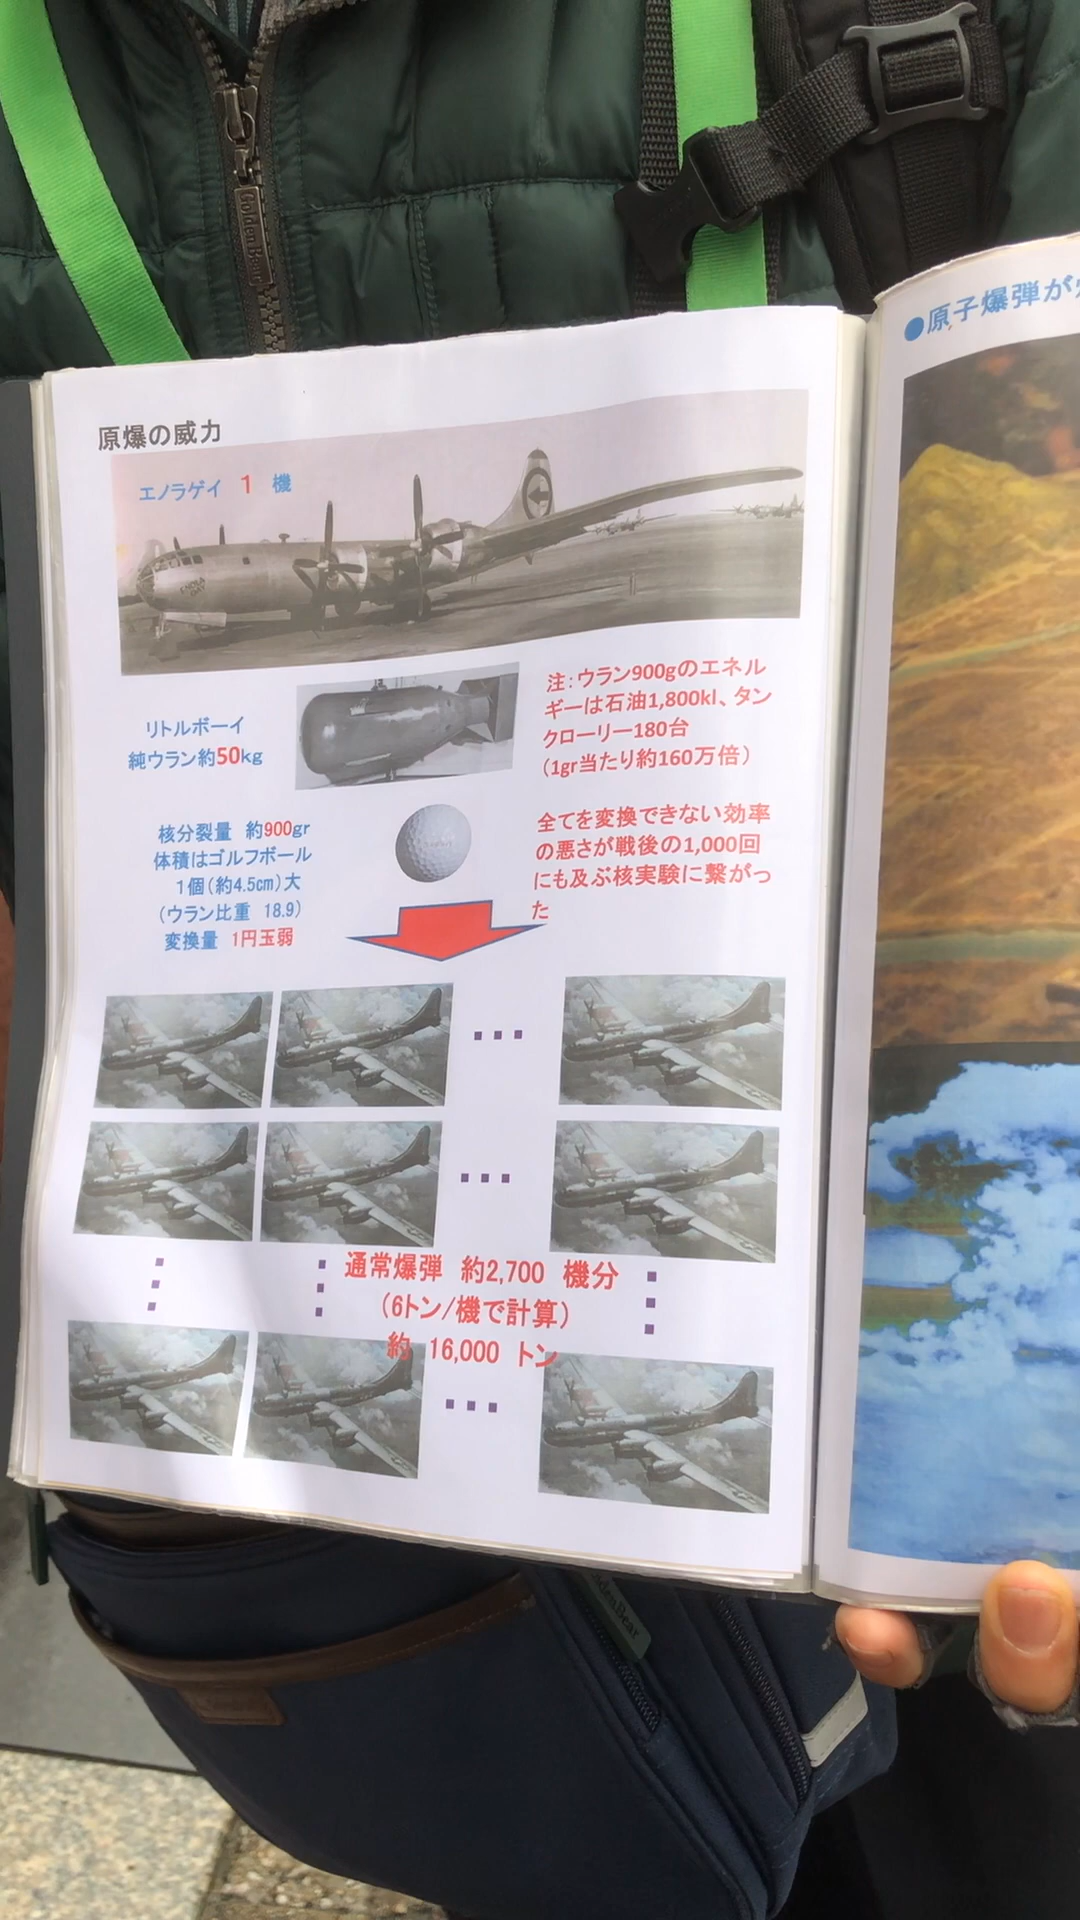 Golden Bear
●原子爆弾が
原爆の威力
エノラゲイ 1 機
ENOLA
GAY
リトルボーイ
純ウラン約50kg
注：ウラン900gのエネル
ギーは石油1,800kl、タン
クローリー180台
（1gr当たり約160万倍）
核分裂量 約900gr
体積はゴルフボール
1個（約4.5cm）大
（ウラン比重 18.9）
変換量 1円玉弱
全てを変換できない効率
の悪さが戦後の1,000回
にも及ぶ核実験に繋がっ
た
通常爆弾 約2,700 機分
（6トン/機で計算）
約 16,000 トン